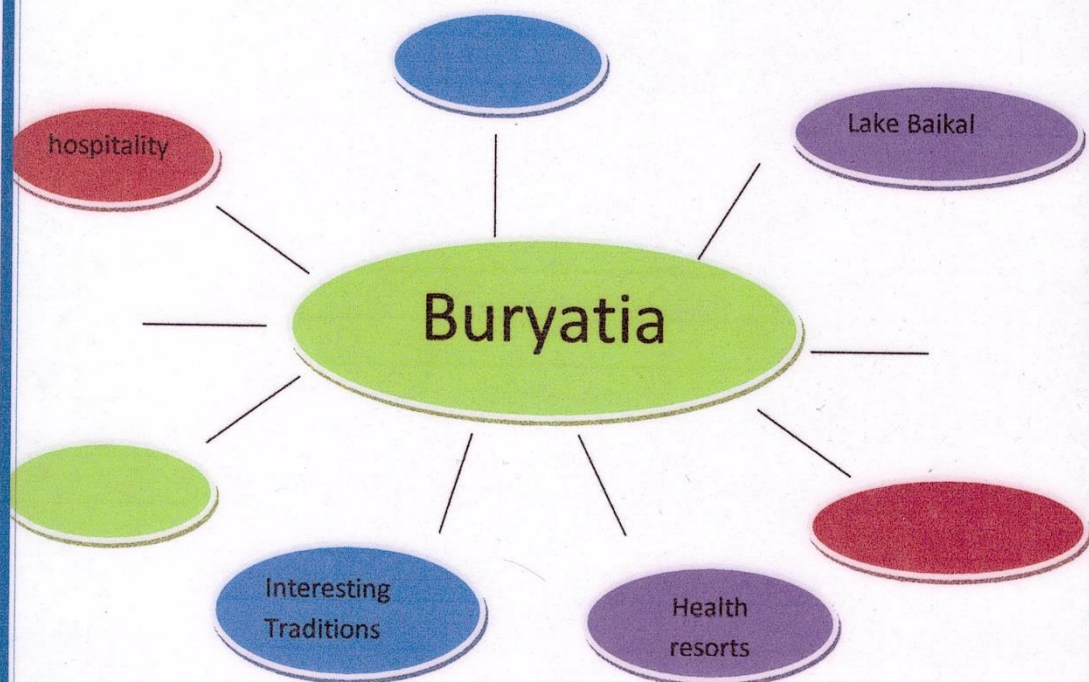 hospitality
Lake Baikal
Buryatia
Interesting
Traditions
Health
resorts